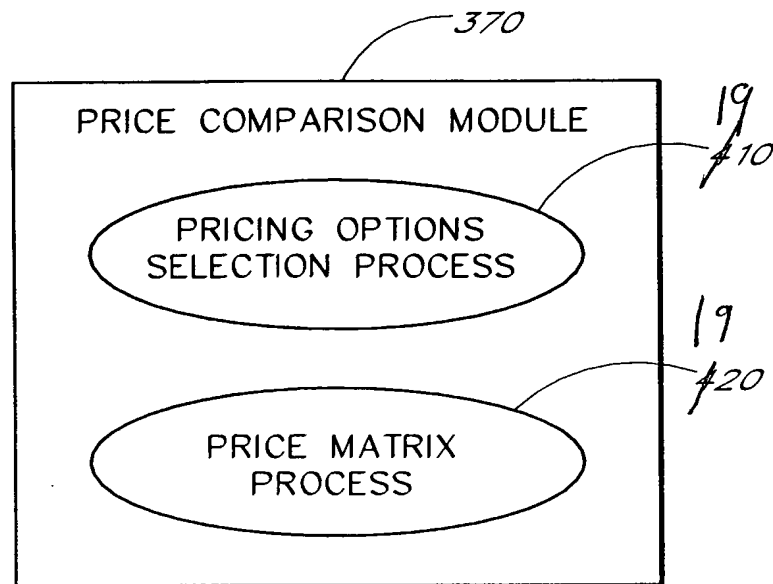 370
PRICE COMPARISON MODULE
19
410
PRICING OPTIONS
SELECTION PROCESS
19
420
PRICE MATRIX
PROCESS